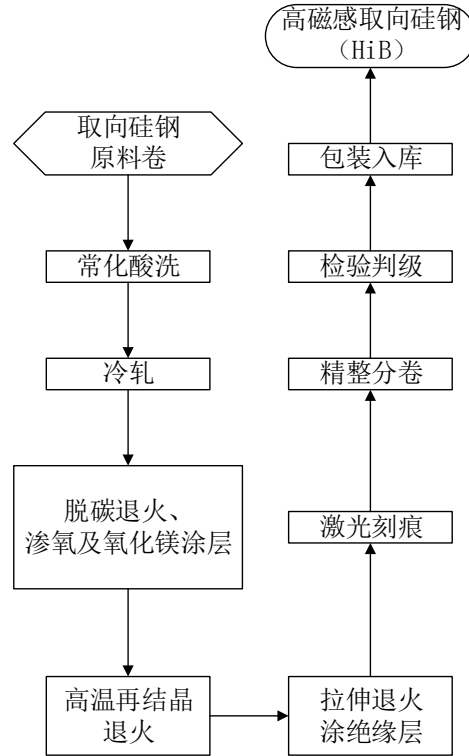 取向硅钢
原料卷
常化酸洗
冷轧
脱碳退火、
渗氧及氧化镁涂层
高温再结晶
退火
拉伸退火
涂绝缘层
激光刻痕
精整分卷
检验判级
包装入库
高磁感取向硅钢
（HiB）